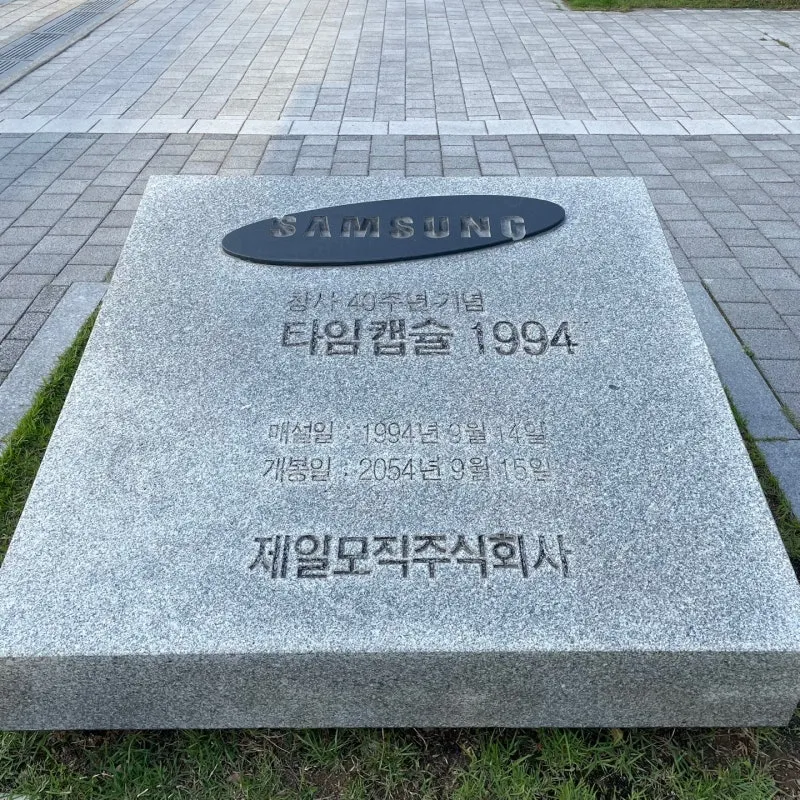 SAMSUNG
창사 40주년 기념
타임캡슐 1994
매설일 : 1994년 9월 14일
개봉일 : 2054년 9월 15일
제일모직주식회사